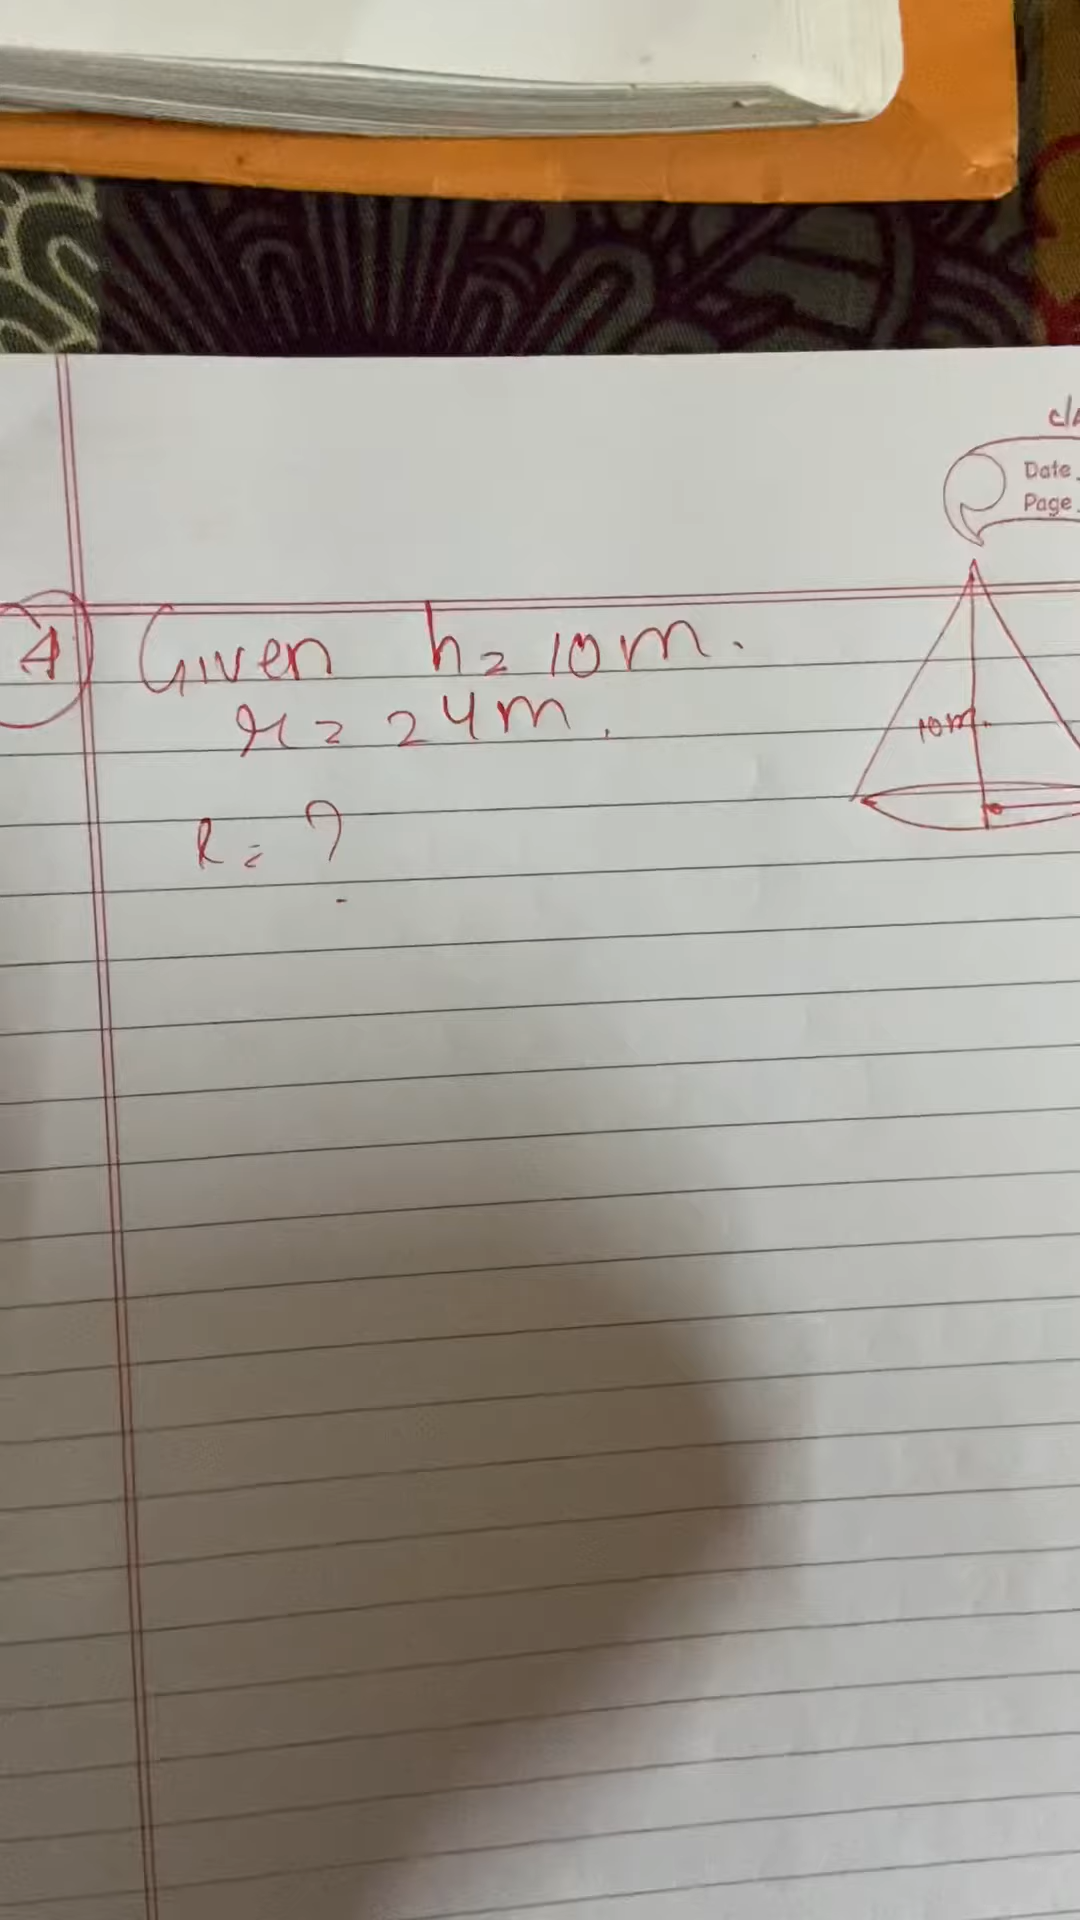 Date
Page
4) Given h = 10m.
r = 24m.
l = ?
10m.